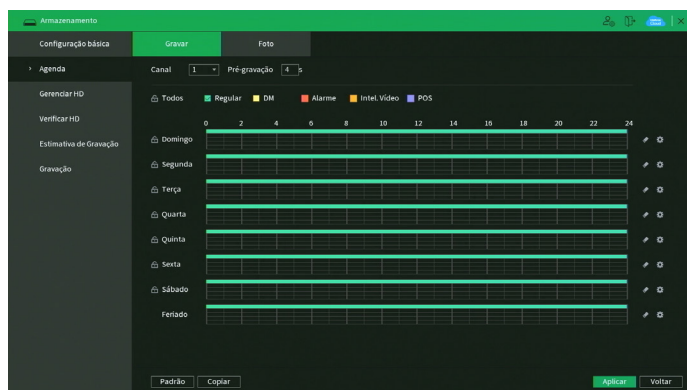 Armazenamento
Configuração básica
Gravar
Foto
Agenda
Canal 1 Pré-gravação 4 s
Gerenciar HD
Todos Regular DM Alarme Intel. Vídeo POS
Verificar HD
0 2 4 6 8 10 12 14 16 18 20 22 24
Estimativa de Gravação
Gravação
Domingo
Segunda
Terça
Quarta
Quinta
Sexta
Sábado
Feriado
Padrão Copiar Aplicar Voltar